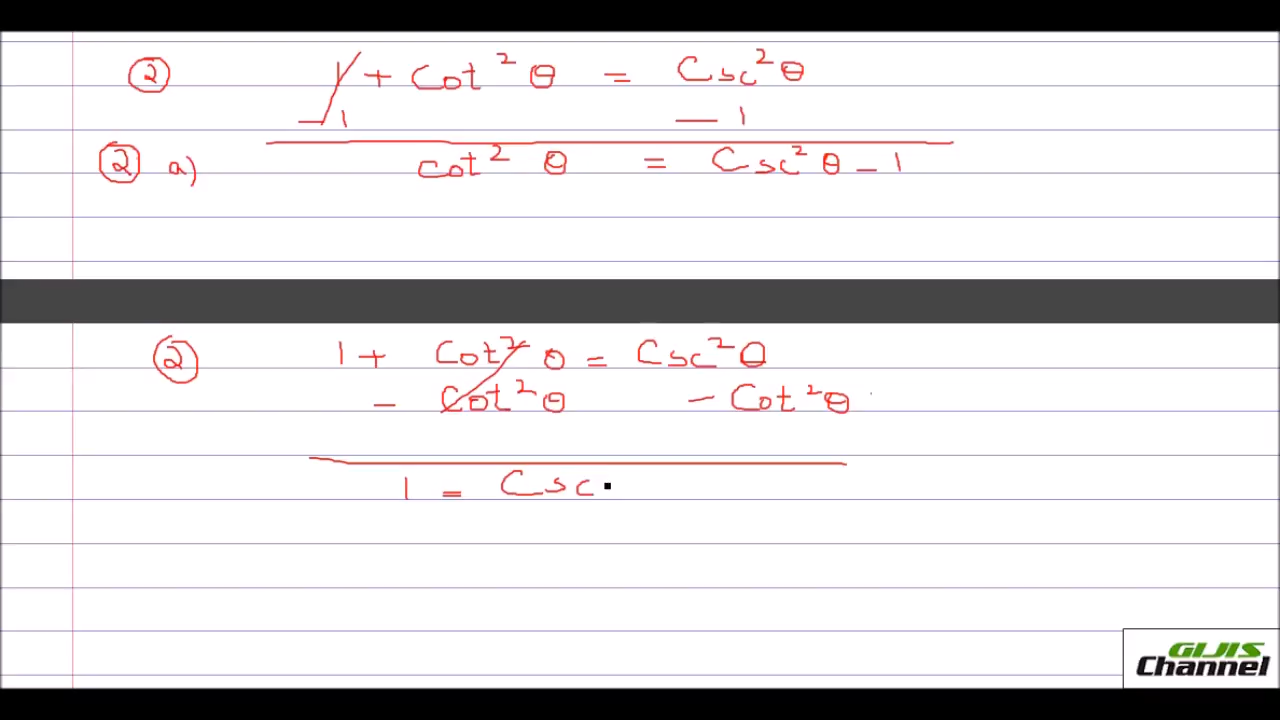 ② 1 + Cot² θ = Csc² θ
— 1 — 1
② a) Cot² θ = Csc² θ - 1
② 1 + Cot² θ = Csc² θ
- Cot² θ - Cot² θ
1 = Csc
GIJIS
Channel